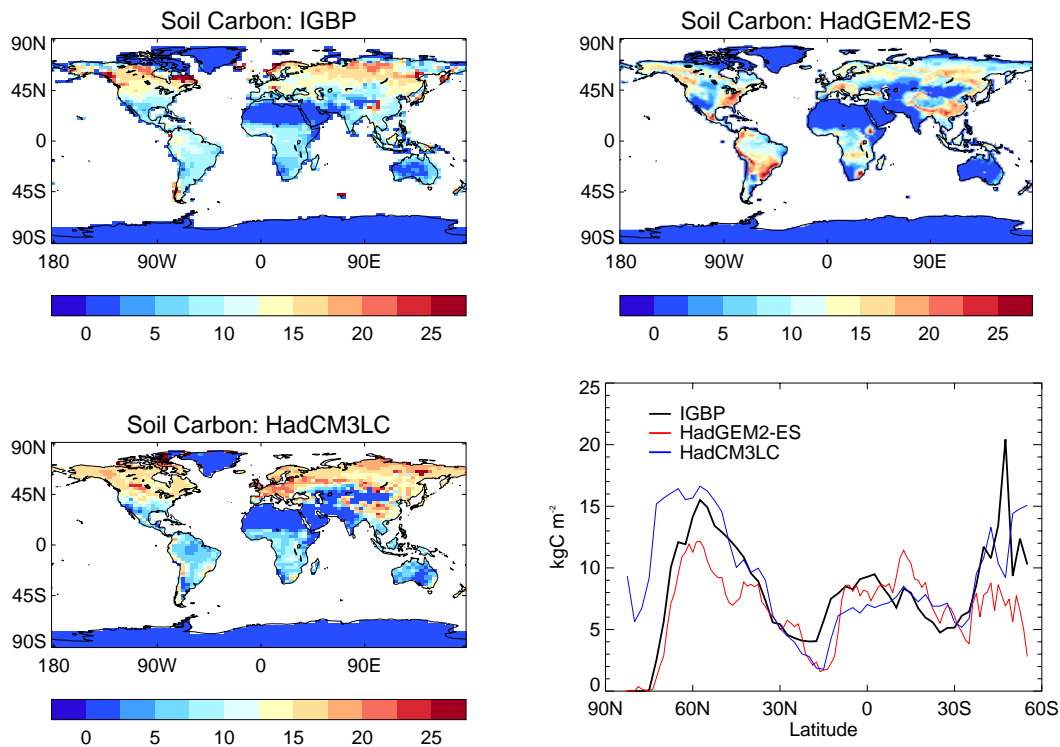 Soil Carbon: IGBP
90N
45N
0
45S
90S
180 90W 0 90E
0 5 10 15 20 25
Soil Carbon: HadGEM2-ES
90N
45N
0
45S
90S
180 90W 0 90E
0 5 10 15 20 25
Soil Carbon: HadCM3LC
90N
45N
0
45S
90S
180 90W 0 90E
0 5 10 15 20 25
25
20
15
10
5
0
kgC m-2
IGBP
HadGEM2-ES
HadCM3LC
90N 60N 30N 0 30S 60S
Latitude